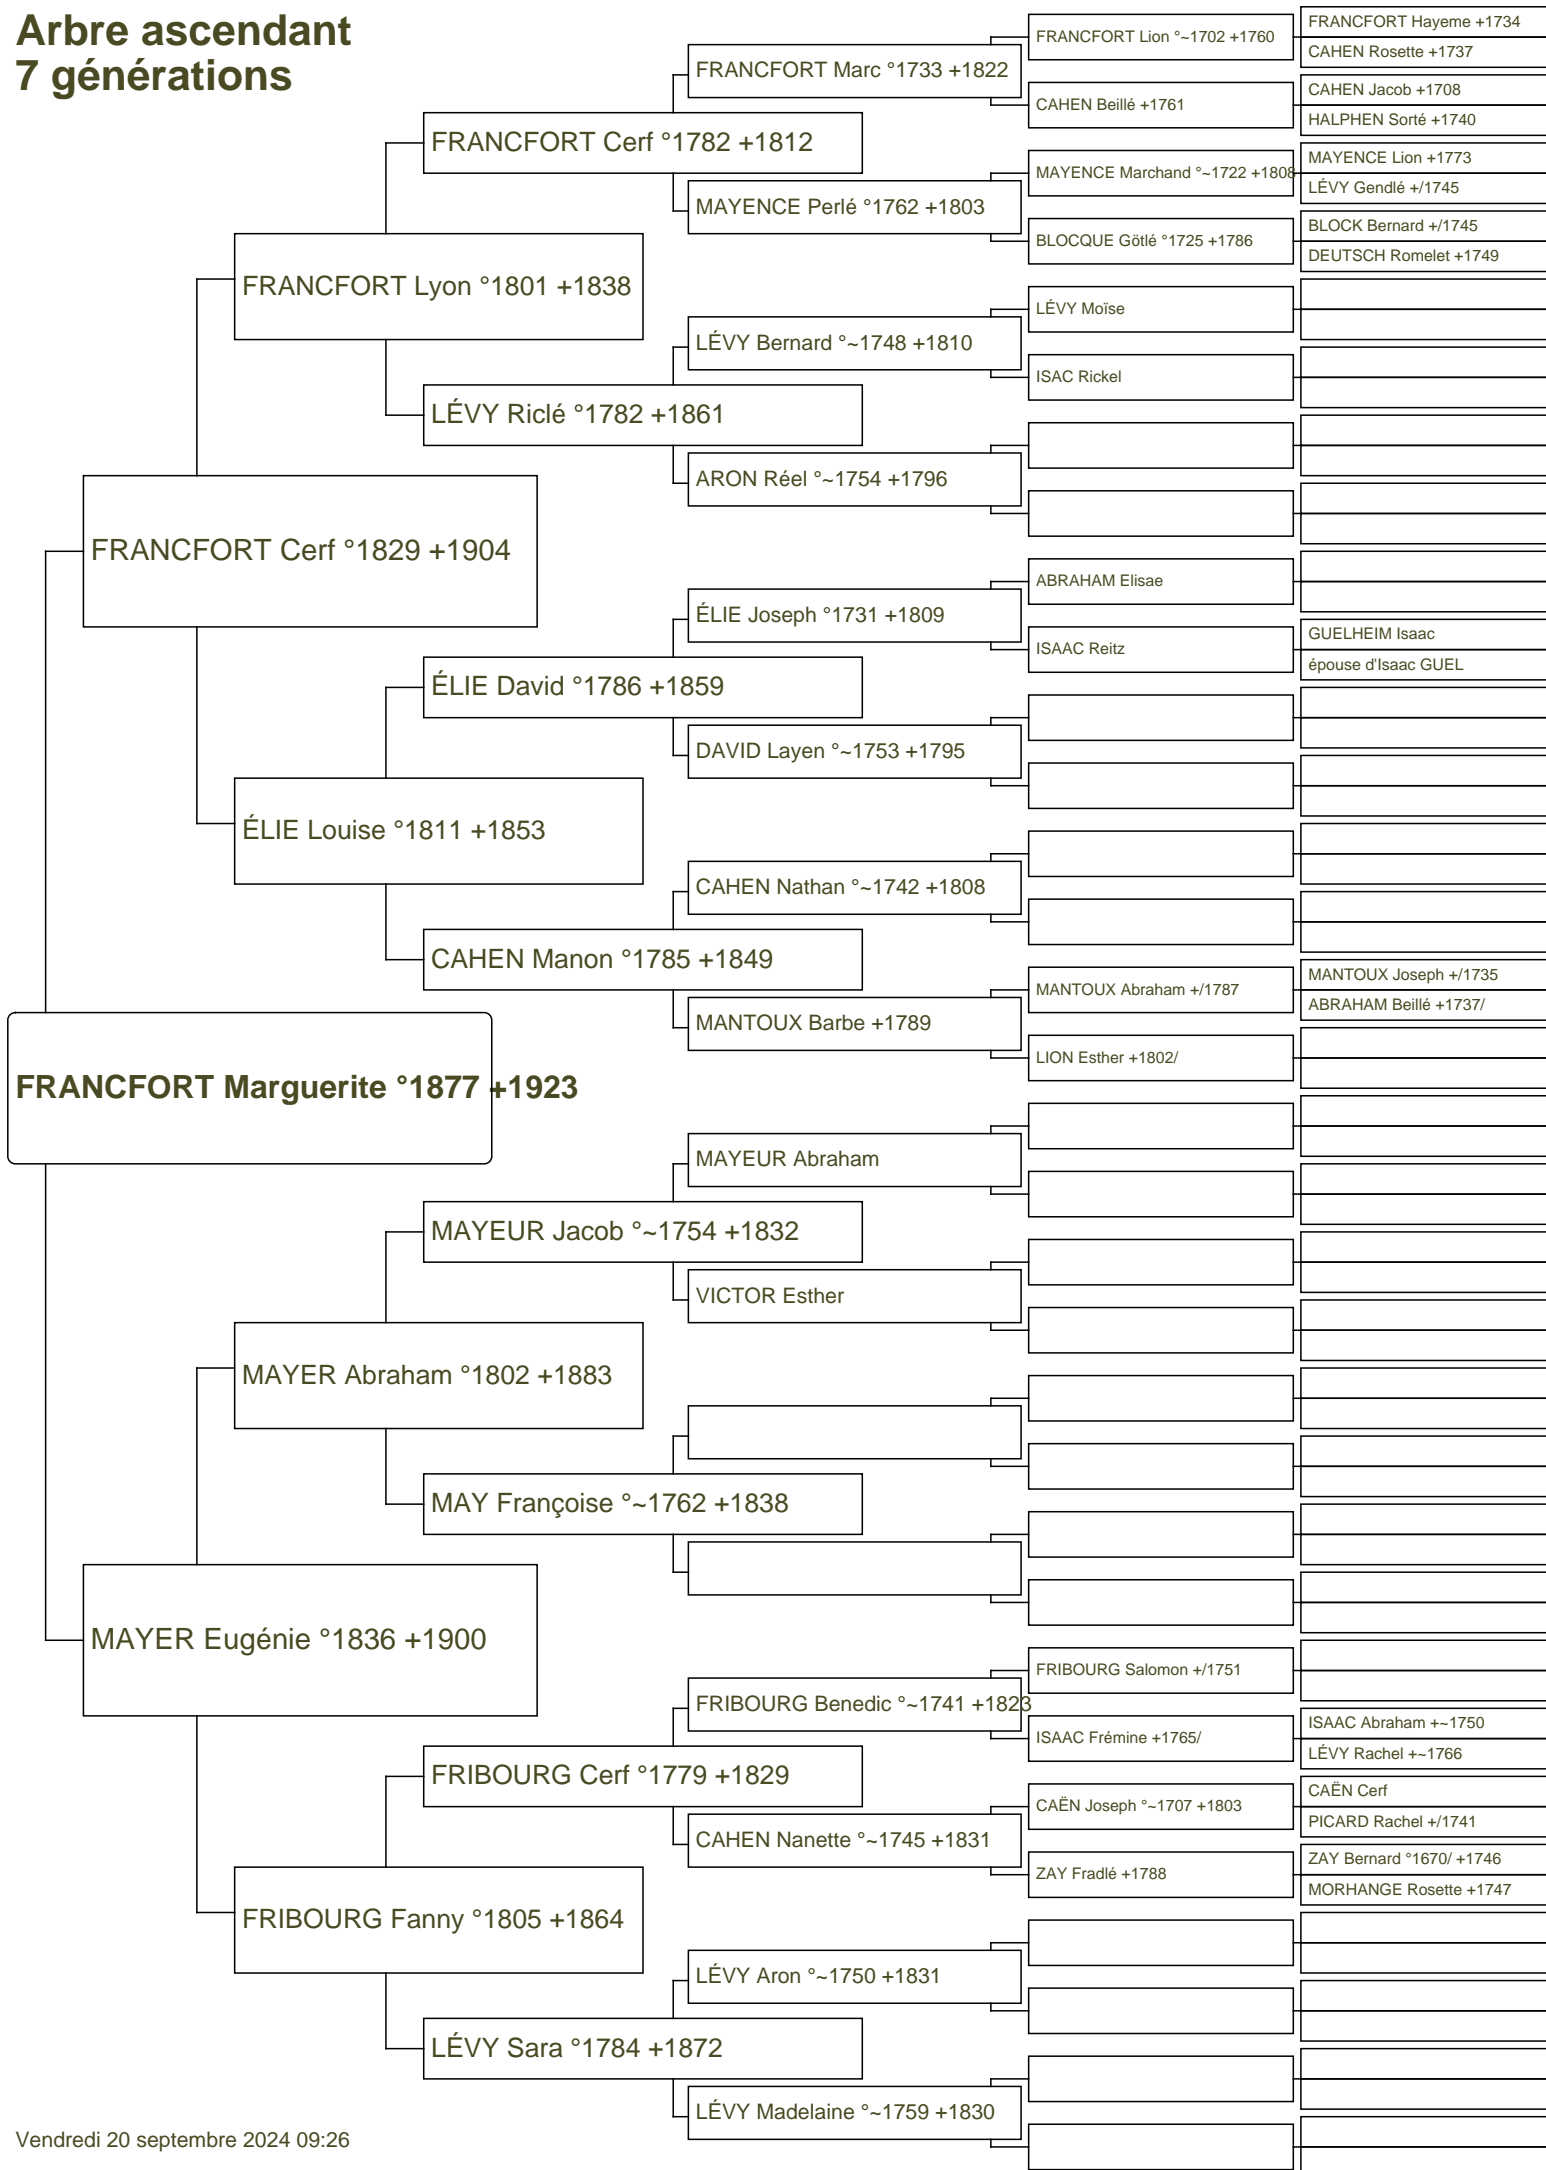 Arbre ascendant
7 générations
FRANCFORT Marguerite °1877 +1923
FRANCFORT Cerf °1829 +1904
MAYER Eugénie °1836 +1900
FRANCFORT Lyon °1801 +1838
ÉLIE Louise °1811 +1853
MAYER Abraham °1802 +1883
FRIBOURG Fanny °1805 +1864
FRANCFORT Cerf °1782 +1812
LÉVY Riclé °1782 +1861
ÉLIE David °1786 +1859
CAHEN Manon °1785 +1849
MAYEUR Jacob °~1754 +1832
MAY Françoise °~1762 +1838
FRIBOURG Cerf °1779 +1829
LÉVY Sara °1784 +1872
FRANCFORT Marc °1733 +1822
MAYENCE Perlé °1762 +1803
LÉVY Bernard °~1748 +1810
ARON Réel °~1754 +1796
ÉLIE Joseph °1731 +1809
DAVID Layen °~1753 +1795
CAHEN Nathan °~1742 +1808
MANTOUX Barbe +1789
MAYEUR Abraham
VICTOR Esther
FRIBOURG Benedic °~1741 +1823
CAHEN Nanette °~1745 +1831
LÉVY Aron °~1750 +1831
LÉVY Madelaine °~1759 +1830
FRANCFORT Lion °~1702 +1760
CAHEN Beillé +1761
MAYENCE Marchand °~1722 +1808
BLOCQUE Götlé °1725 +1786
LÉVY Moïse
ISAC Rickel
ABRAHAM Elisae
ISAAC Reitz
MANTOUX Abraham +/1787
LION Esther +1802/
FRIBOURG Salomon +/1751
ISAAC Frémine +1765/
CAËN Joseph °~1707 +1803
ZAY Fradlé +1788
FRANCFORT Hayeme +1734
CAHEN Rosette +1737
CAHEN Jacob +1708
HALPHEN Sorté +1740
MAYENCE Lion +1773
LÉVY Gendlé +/1745
BLOCK Bernard +/1745
DEUTSCH Romelet +1749
GUELHEIM Isaac
épouse d'Isaac GUEL
MANTOUX Joseph +/1735
ABRAHAM Beillé +1737/
ISAAC Abraham +~1750
LÉVY Rachel +~1766
CAËN Cerf
PICARD Rachel +/1741
ZAY Bernard °1670/ +1746
MORHANGE Rosette +1747
Vendredi 20 septembre 2024 09:26